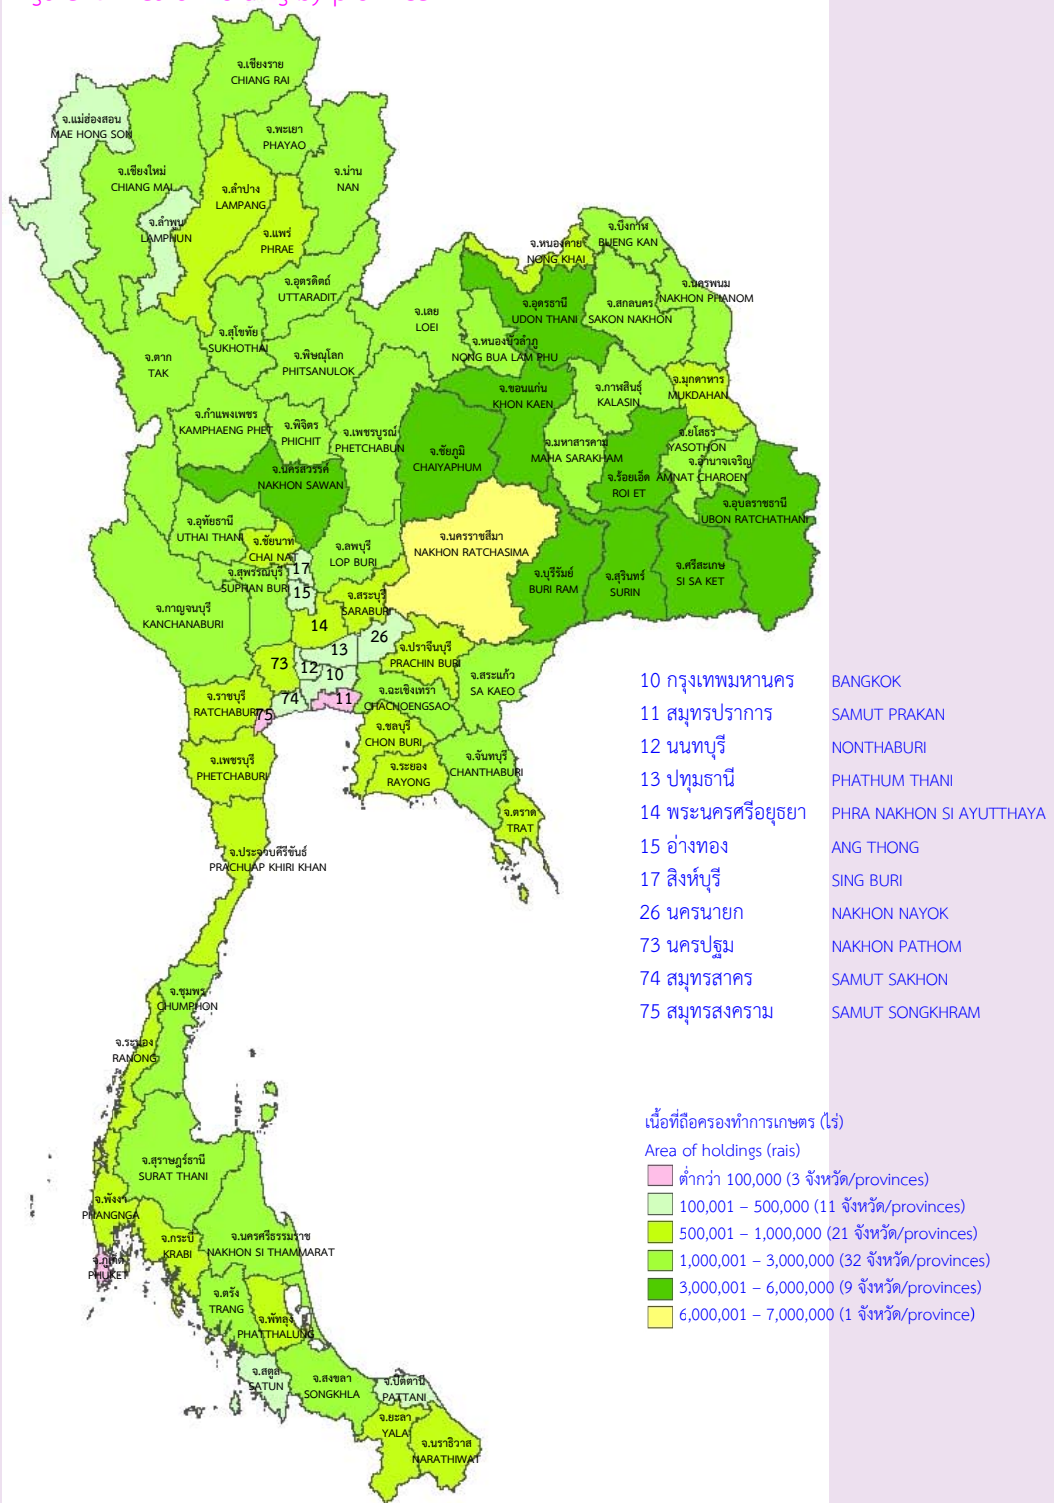 จ.เชียงราย
CHIANG RAI
จ.แม่ฮ่องสอน
MAE HONG SON
จ.พะเยา
PHAYAO
จ.เชียงใหม่
CHIANG MAI
จ.ลำปาง
LAMPANG
จ.น่าน
NAN
จ.ลำพูน
LAMPHUN
จ.แพร่
PHRAE
จ.บึงกาฬ
BUENG KAN
จ.หนองคาย
NONG KHAI
จ.อุตรดิตถ์
UTTARADIT
จ.นครพนม
NAKHON PHANOM
จ.เลย
LOEI
จ.อุดรธานี
UDON THANI
จ.สกลนคร
SAKON NAKHON
จ.สุโขทัย
SUKHOTHAI
จ.หนองบัวลำภู
NONG BUA LAM PHU
จ.ตาก
TAK
จ.พิษณุโลก
PHITSANULOK
จ.ขอนแก่น
KHON KAEN
จ.กาฬสินธุ์
KALASIN
จ.มุกดาหาร
MUKDAHAN
จ.กำแพงเพชร
KAMPHAENG PHET
จ.พิจิตร
PHICHIT
จ.เพชรบูรณ์
PHETCHABUN
จ.ชัยภูมิ
CHAIYAPHUM
จ.มหาสารคาม
MAHA SARAKHAM
จ.ยโสธร
YASOTHON
จ.อำนาจเจริญ
AMNAT CHAROEN
จ.นครสวรรค์
NAKHON SAWAN
จ.ร้อยเอ็ด
ROI ET
จ.อุบลราชธานี
UBON RATCHATHANI
จ.อุทัยธานี
UTHAI THANI
จ.ชัยนาท
CHAI NAT
จ.ลพบุรี
LOP BURI
จ.นครราชสีมา
NAKHON RATCHASIMA
จ.บุรีรัมย์
BURI RAM
จ.สุรินทร์
SURIN
จ.ศรีสะเกษ
SI SA KET
17
จ.สุพรรณบุรี
SUPHAN BURI
15
จ.สระบุรี
SARABURI
จ.กาญจนบุรี
KANCHANABURI
14
26
13
จ.ปราจีนบุรี
PRACHIN BURI
73
12
10
จ.สระแก้ว
SA KAEO
จ.ราชบุรี
RATCHABURI
75
74
11
จ.ฉะเชิงเทรา
CHACHOENGSAO
จ.ชลบุรี
CHON BURI
จ.เพชรบุรี
PHETCHABURI
จ.ระยอง
RAYONG
จ.จันทบุรี
CHANTHABURI
จ.ตราด
TRAT
จ.ประจวบคีรีขันธ์
PRACHUAP KHIRI KHAN
จ.ชุมพร
CHUMPHON
จ.ระนอง
RANONG
จ.สุราษฎร์ธานี
SURAT THANI
จ.พังงา
PHANGNGA
จ.กระบี่
KRABI
จ.นครศรีธรรมราช
NAKHON SI THAMMARAT
จ.ภูเก็ต
PHUKET
จ.ตรัง
TRANG
จ.พัทลุง
PHATTHALUNG
จ.สตูล
SATUN
จ.สงขลา
SONGKHLA
จ.ปัตตานี
PATTANI
จ.ยะลา
YALA
จ.นราธิวาส
NARATHIWAT
10 กรุงเทพมหานคร BANGKOK
11 สมุทรปราการ SAMUT PRAKAN
12 นนทบุรี NONTHABURI
13 ปทุมธานี PHATHUM THANI
14 พระนครศรีอยุธยา PHRA NAKHON SI AYUTTHAYA
15 อ่างทอง ANG THONG
17 สิงห์บุรี SING BURI
26 นครนายก NAKHON NAYOK
73 นครปฐม NAKHON PATHOM
74 สมุทรสาคร SAMUT SAKHON
75 สมุทรสงคราม SAMUT SONGKHRAM
เนื้อที่ถือครองทำการเกษตร (ไร่)
Area of holdings (rais)
ต่ำกว่า 100,000 (3 จังหวัด/provinces)
100,001 – 500,000 (11 จังหวัด/provinces)
500,001 – 1,000,000 (21 จังหวัด/provinces)
1,000,001 – 3,000,000 (32 จังหวัด/provinces)
3,000,001 – 6,000,000 (9 จังหวัด/provinces)
6,000,001 – 7,000,000 (1 จังหวัด/province)